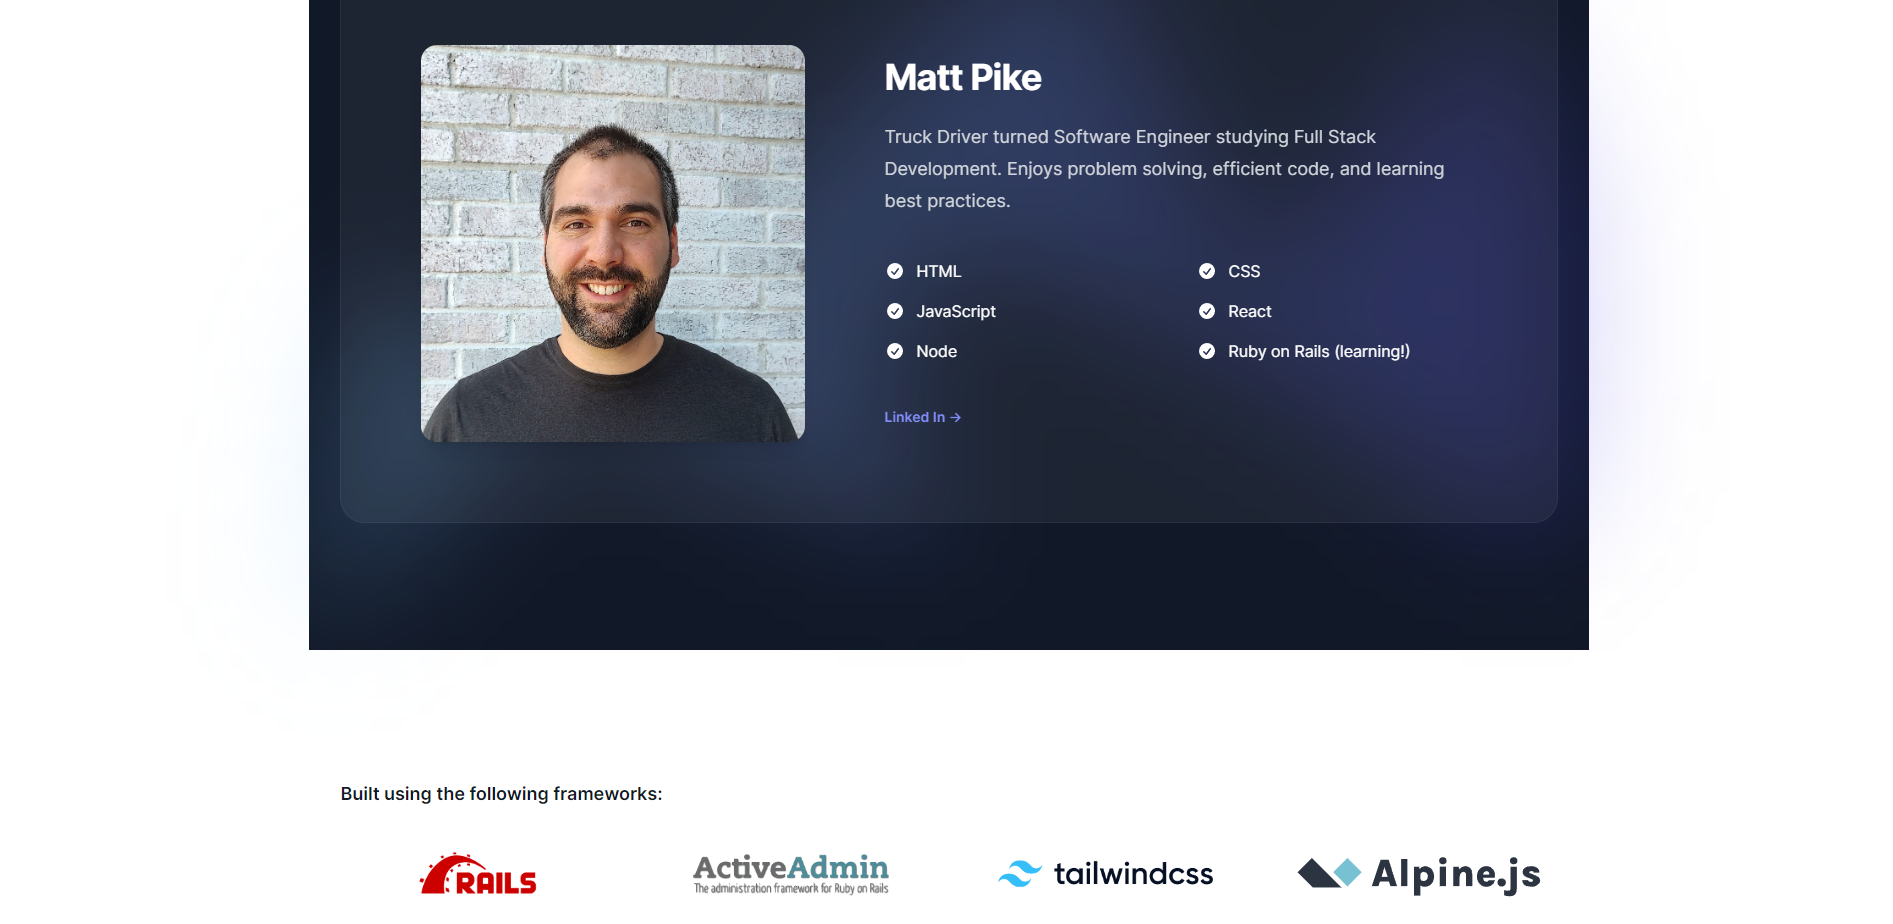 Matt Pike
Truck Driver turned Software Engineer studying Full Stack
Development. Enjoys problem solving, efficient code, and learning
best practices.
HTML
CSS
JavaScript
React
Node
Ruby on Rails (learning!)
Linked In →
Built using the following frameworks:
RAILS
ActiveAdmin
The administration framework for Ruby on Rails
tailwindcss
Alpine.js